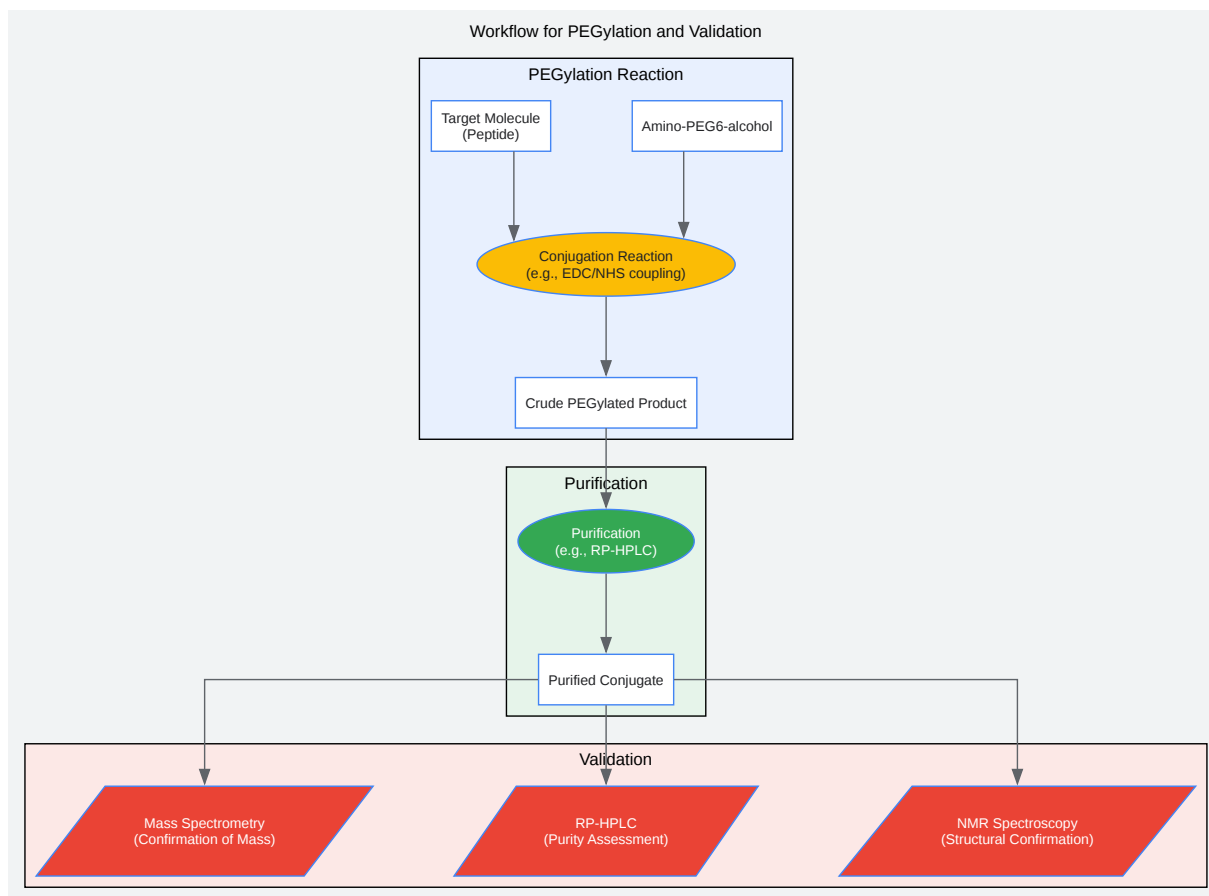 Workflow for PEGylation and Validation
PEGylation Reaction
Target Molecule
(Peptide)
Amino-PEG6-alcohol
Conjugation Reaction
(e.g., EDC/NHS coupling)
Crude PEGylated Product
Purification
Purification
(e.g., RP-HPLC)
Purified Conjugate
Validation
Mass Spectrometry
(Confirmation of Mass)
RP-HPLC
(Purity Assessment)
NMR Spectroscopy
(Structural Confirmation)